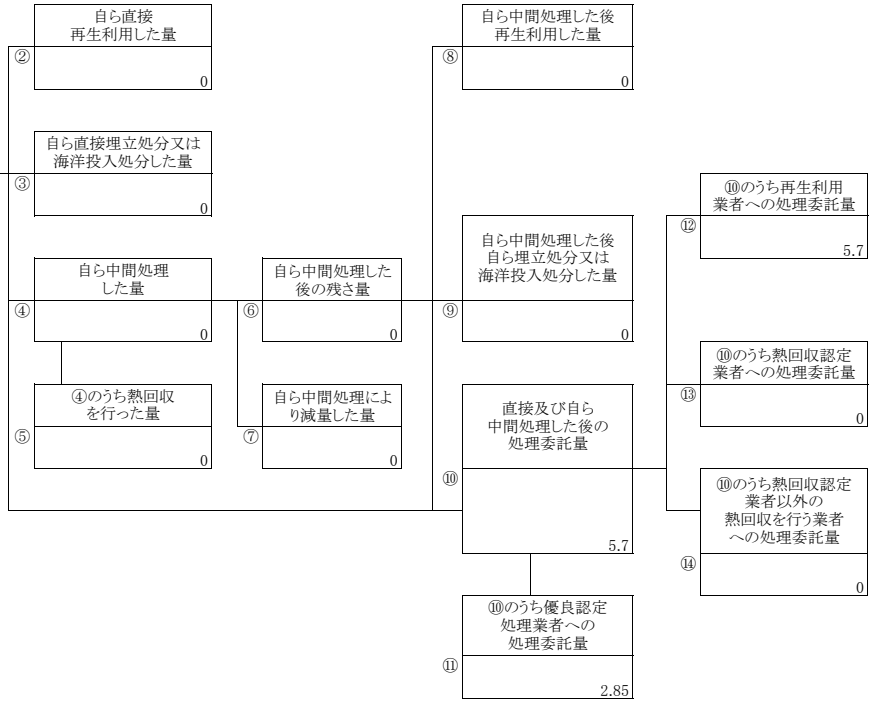 自ら直接
再生利用した量
②
0
自ら直接埋立処分又は
海洋投入処分した量
③
0
自ら中間処理
した量
④
0
④のうち熱回収
を行った量
⑤
0
自ら中間処理した
後の残さ量
⑥
0
自ら中間処理によ
り減量した量
⑦
0
自ら中間処理した後
再生利用した量
⑧
0
自ら中間処理した後
自ら埋立処分又は
海洋投入処分した量
⑨
0
直接及び自ら
中間処理した後の
処理委託量
⑩
5.7
⑩のうち優良認定
処理業者への
処理委託量
⑪
2.85
⑩のうち再生利用
業者への処理委託量
⑫
5.7
⑩のうち熱回収認定
業者への処理委託量
⑬
0
⑩のうち熱回収認定
業者以外の
熱回収を行う業者
への処理委託量
⑭
0